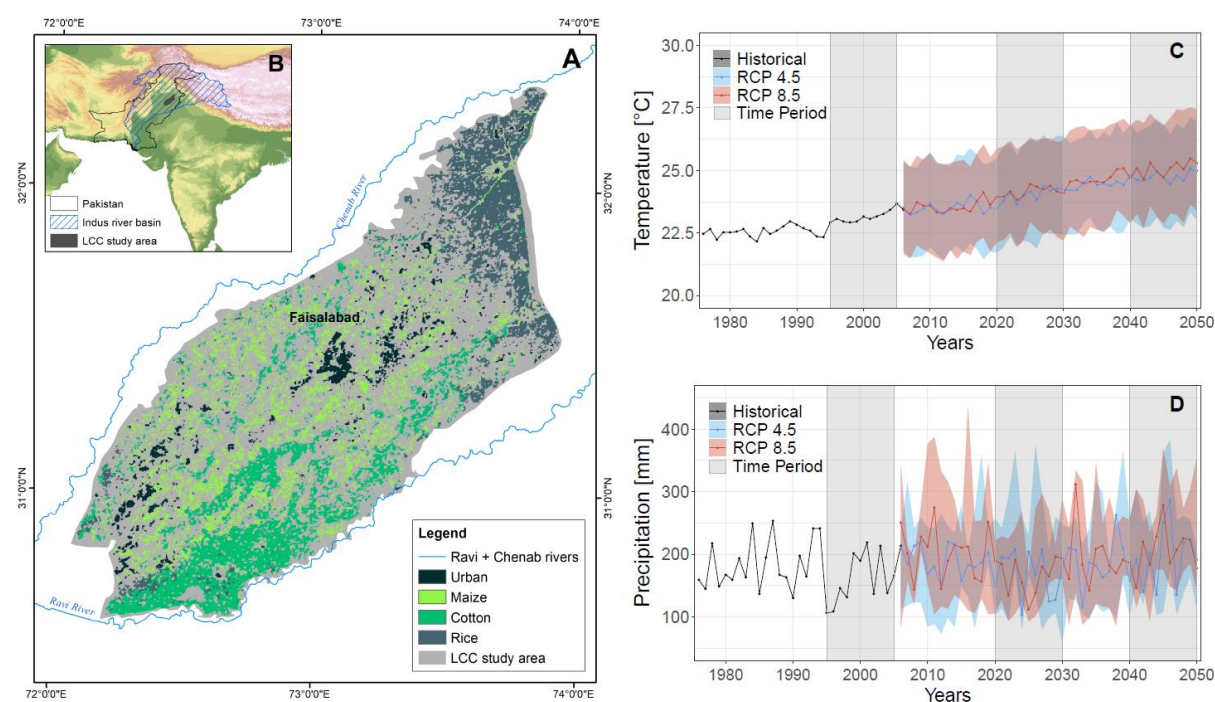 72°0'0"E
73°0'0"E
74°0'0"E
A
B
Pakistan
Indus river basin
LCC study area
32°0'0"N
32°0'0"N
31°0'0"N
31°0'0"N
Chenab River
Faisalabad
Ravi River
Legend
Ravi + Chenab rivers
Urban
Maize
Cotton
Rice
LCC study area
72°0'0"E
73°0'0"E
74°0'0"E
C
Historical
RCP 4.5
RCP 8.5
Time Period
Temperature [°C]
30.0
27.5
25.0
22.5
20.0
1980 1990 2000 2010 2020 2030 2040 2050
Years
D
Historical
RCP 4.5
RCP 8.5
Time Period
Precipitation [mm]
400
300
200
100
1980 1990 2000 2010 2020 2030 2040 2050
Years